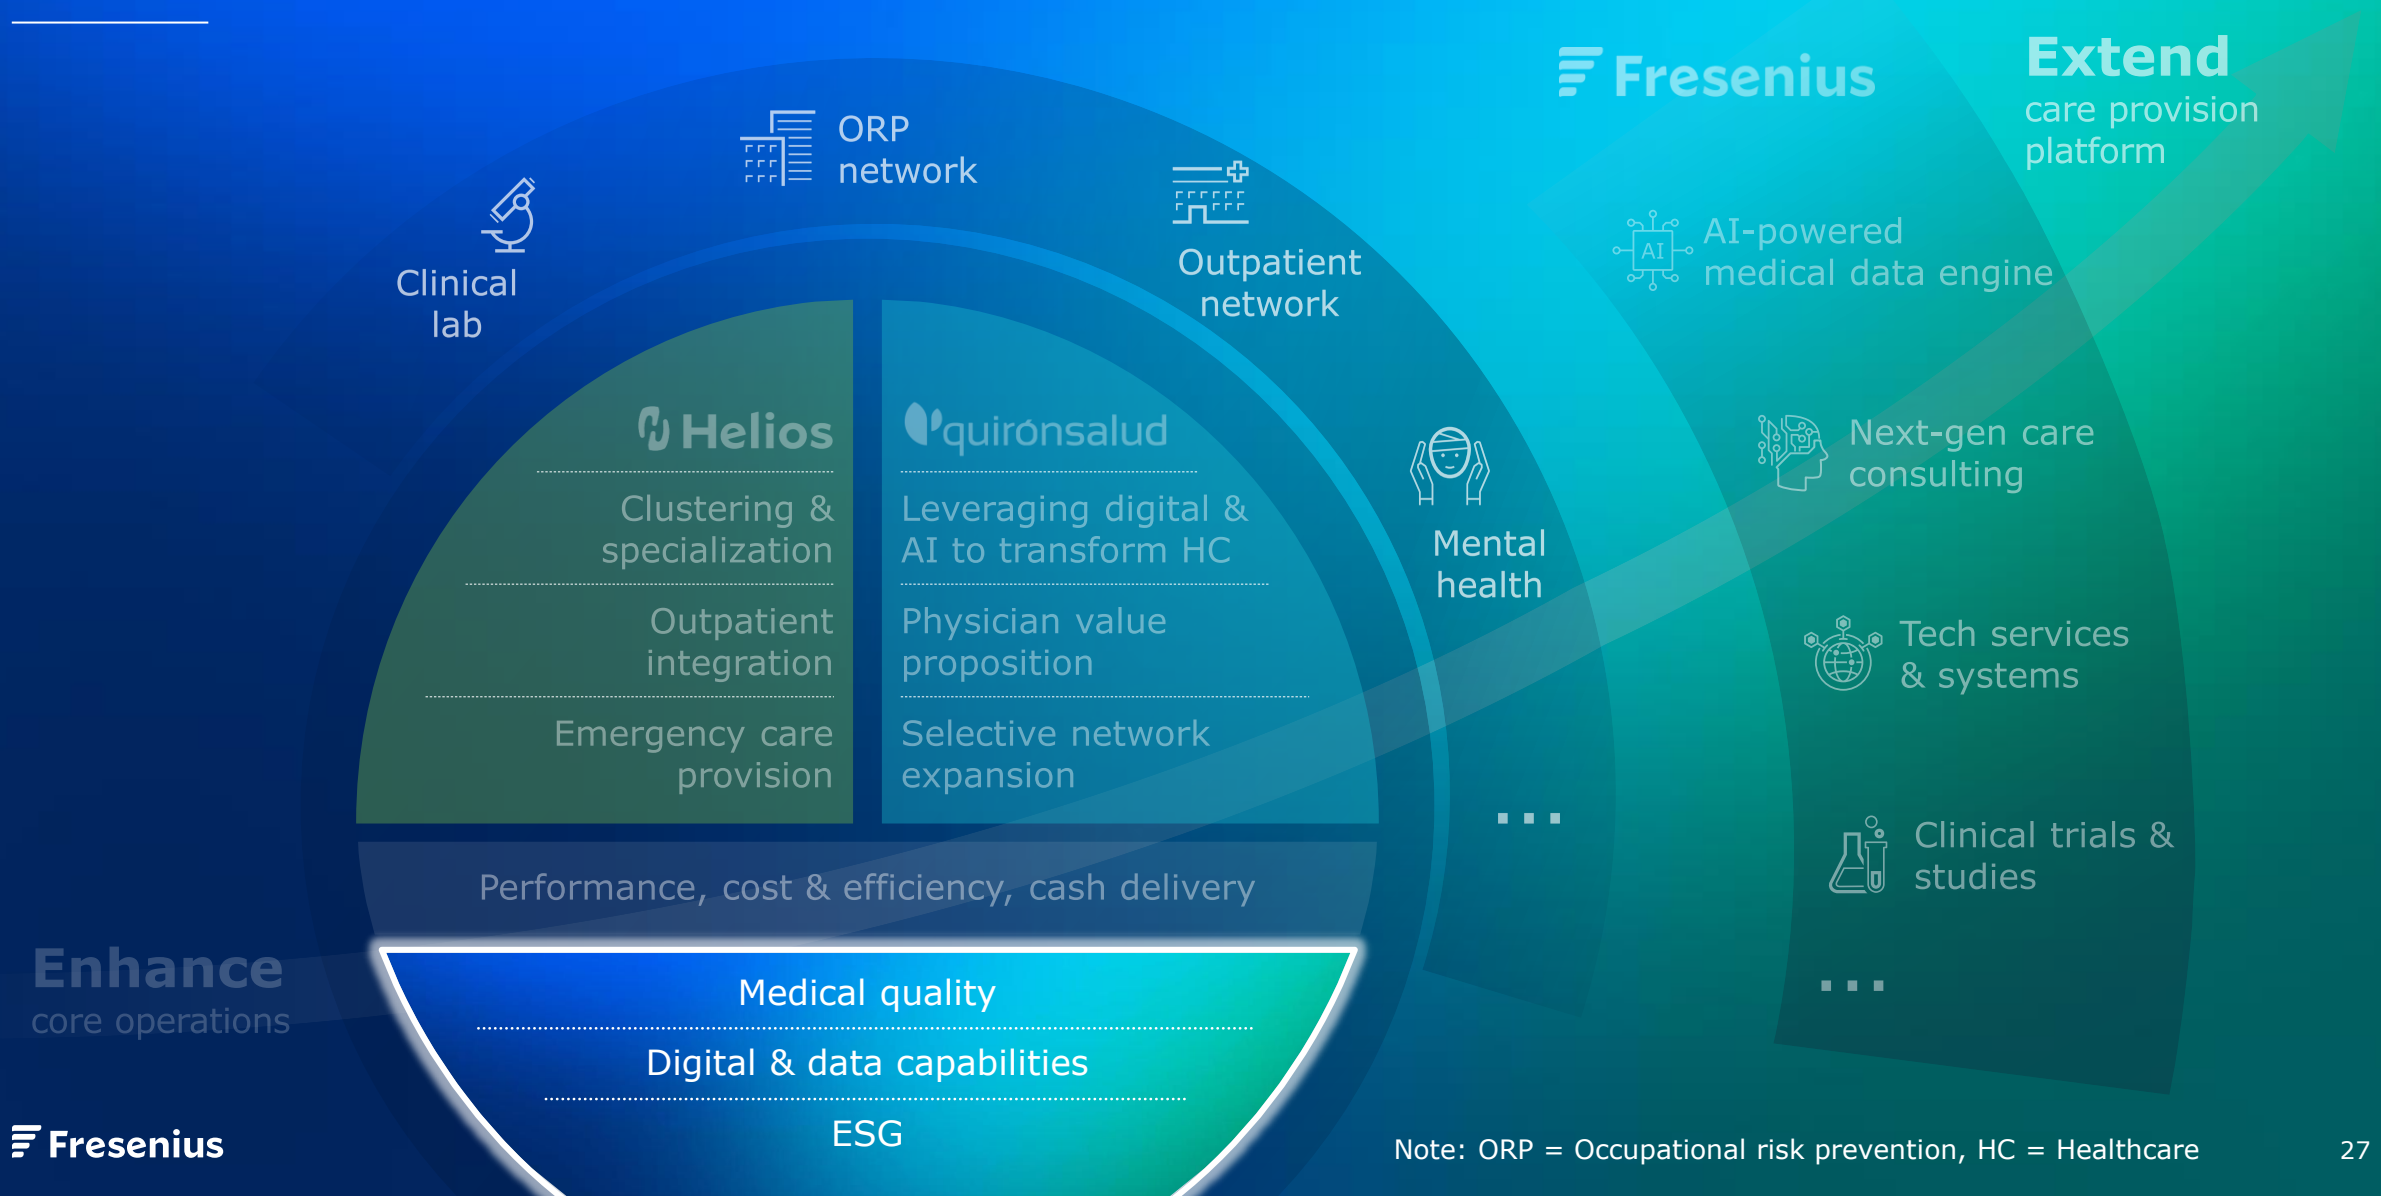 Fresenius
Extend
care provision
platform
ORP
network
Clinical
lab
Outpatient
network
AI
AI-powered
medical data engine
Helios
Clustering &
specialization
Outpatient
integration
Emergency care
provision
quirónsalud
Leveraging digital &
AI to transform HC
Physician value
proposition
Selective network
expansion
Mental
health
...
Next-gen care
consulting
Tech services
& systems
Clinical trials &
studies
...
Performance, cost & efficiency, cash delivery
Enhance
core operations
Medical quality
Digital & data capabilities
ESG
Fresenius
Note: ORP = Occupational risk prevention, HC = Healthcare
27